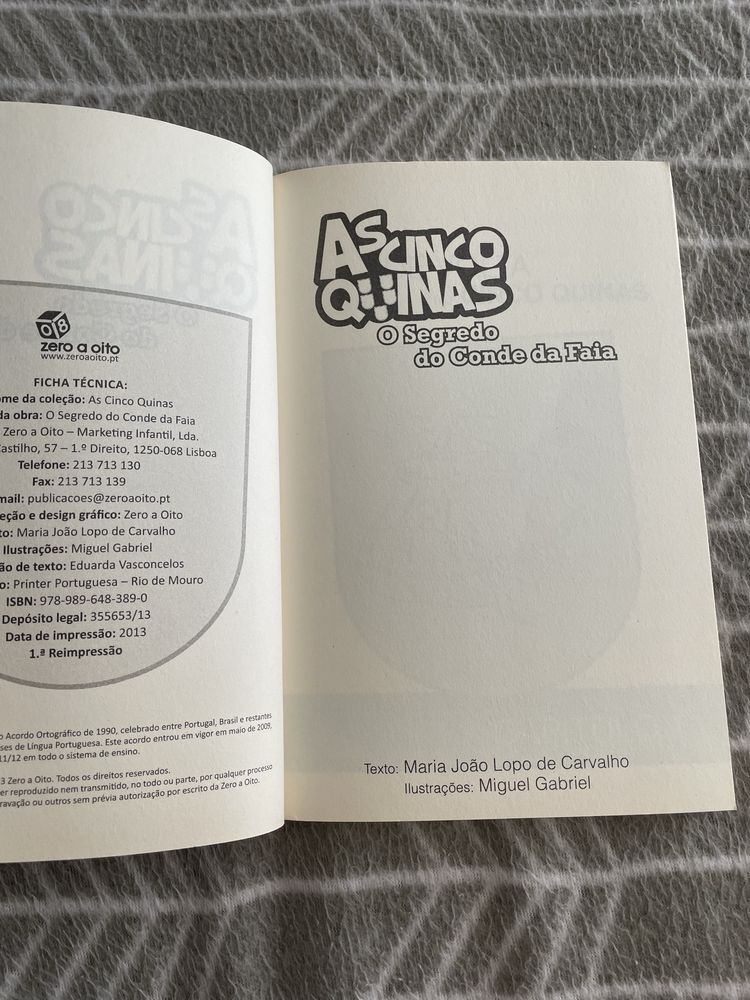 08
zero a oito
www.zeroaoito.pt
FICHA TÉCNICA:
ome da coleção: As Cinco Quinas
da obra: O Segredo do Conde da Faia
Zero a Oito – Marketing Infantil, Lda.
Castilho, 57 – 1.º Direito, 1250-068 Lisboa
Telefone: 213 713 130
Fax: 213 713 139
mail: publicacoes@zeroaoito.pt
eção e design gráfico: Zero a Oito
to: Maria João Lopo de Carvalho
Ilustrações: Miguel Gabriel
ão de texto: Eduarda Vasconcelos
o: Printer Portuguesa – Rio de Mouro
ISBN: 978-989-648-389-0
Depósito legal: 355653/13
Data de impressão: 2013
1.ª Reimpressão
o Acordo Ortográfico de 1990, celebrado entre Portugal, Brasil e restantes
ses de Língua Portuguesa. Este acordo entrou em vigor em maio de 2009,
11/12 em todo o sistema de ensino.
3 Zero a Oito. Todos os direitos reservados.
er reproduzido nem transmitido, no todo ou parte, por qualquer processo
ravação ou outros sem prévia autorização por escrito da Zero a Oito.
AS CINCO
QUINAS
O Segredo
do Conde da Faia
Texto: Maria João Lopo de Carvalho
Ilustrações: Miguel Gabriel